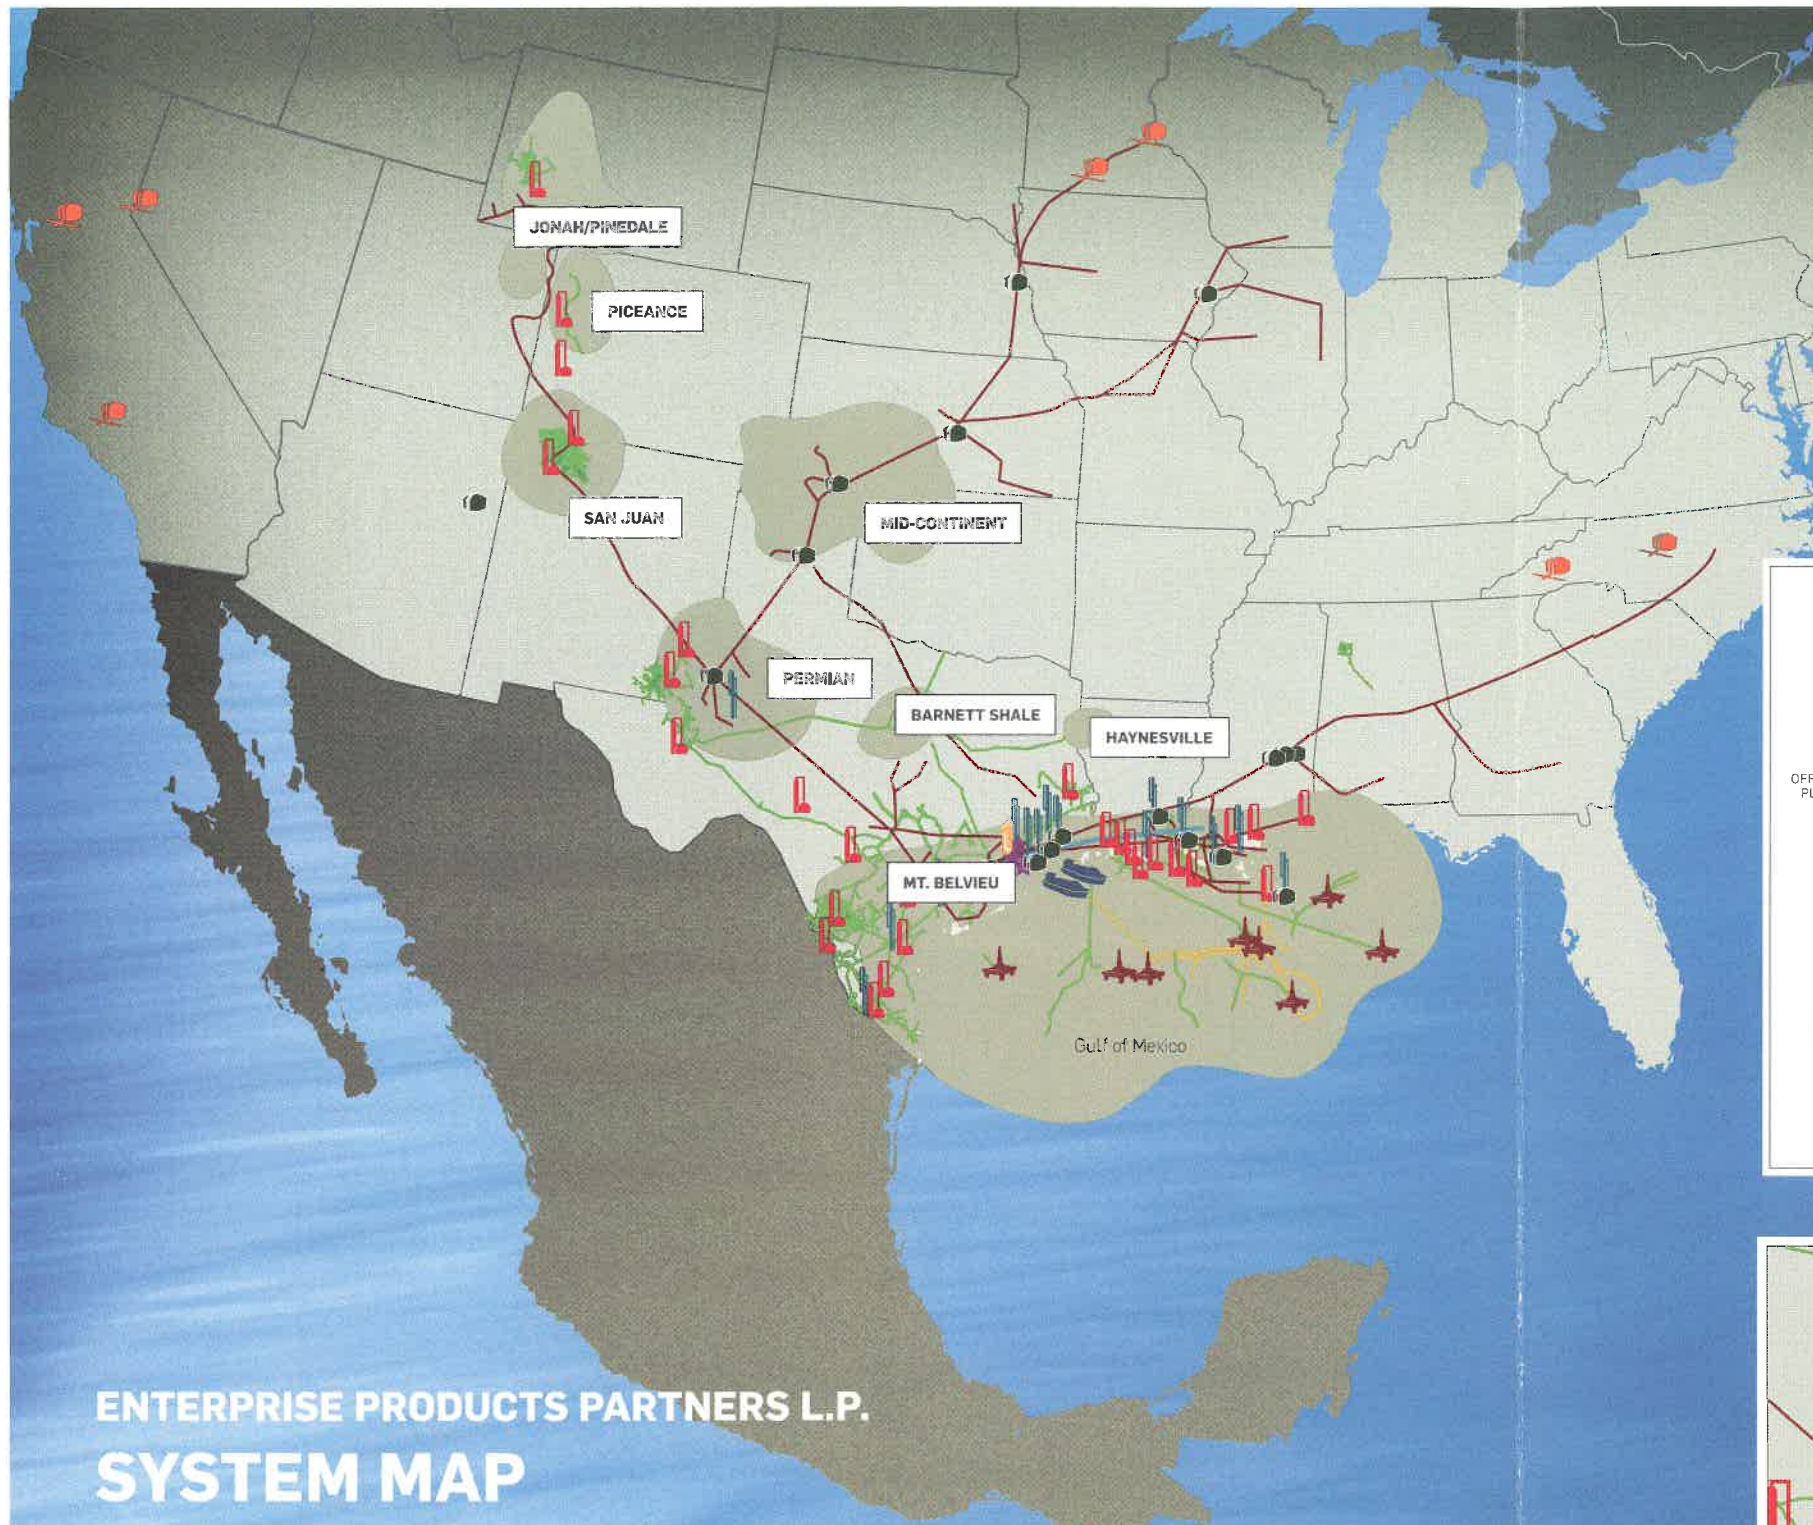 JONAH/PINEDALE
PICEANCE
SAN JUAN
MID-CONTINENT
PERMIAN
BARNETT SHALE
HAYNESVILLE
MT. BELVIEU
Gulf of Mexico
ENTERPRISE PRODUCTS PARTNERS L.P.
SYSTEM MAP